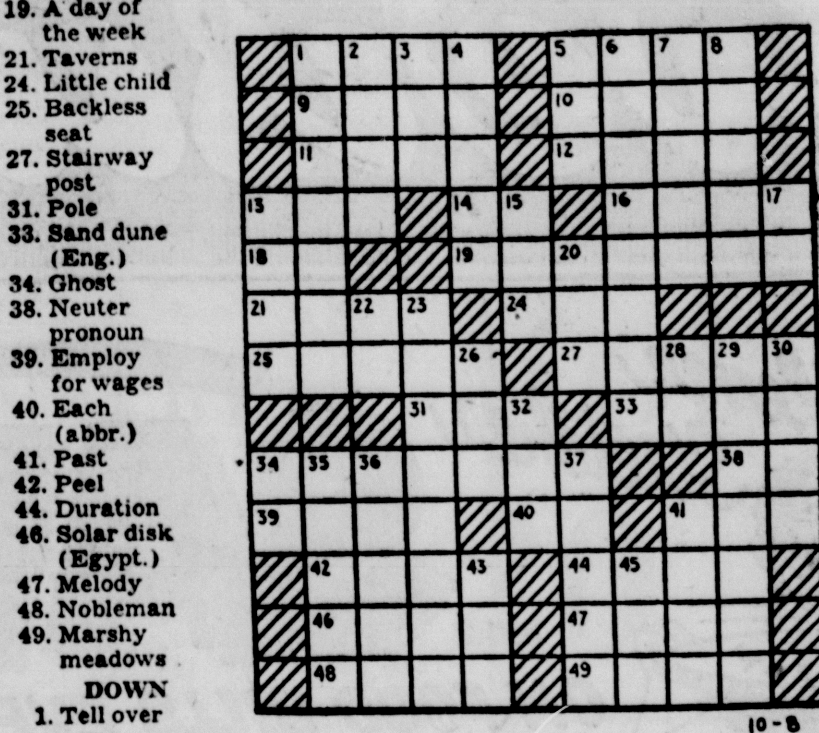 19. A day of
the week
21. Taverns
24. Little child
25. Backless
seat
27. Stairway
post
31. Pole
33. Sand dune
(Eng.)
34. Ghost
38. Neuter
pronoun
39. Employ
for wages
40. Each
(abbr.)
41. Past
42. Peel
44. Duration
46. Solar disk
(Egypt.)
47. Melody
48. Nobleman
49. Marshy
meadows
DOWN
1. Tell over
1 2 3 4 5 6 7 8
9 10
11 12
13 14 15 16 17
18 19 20
21 22 23 24
25 26 27 28 29 30
31 32 33
34 35 36 37 38
39 40 41
42 43 44 45
46 47
48 49
10-8